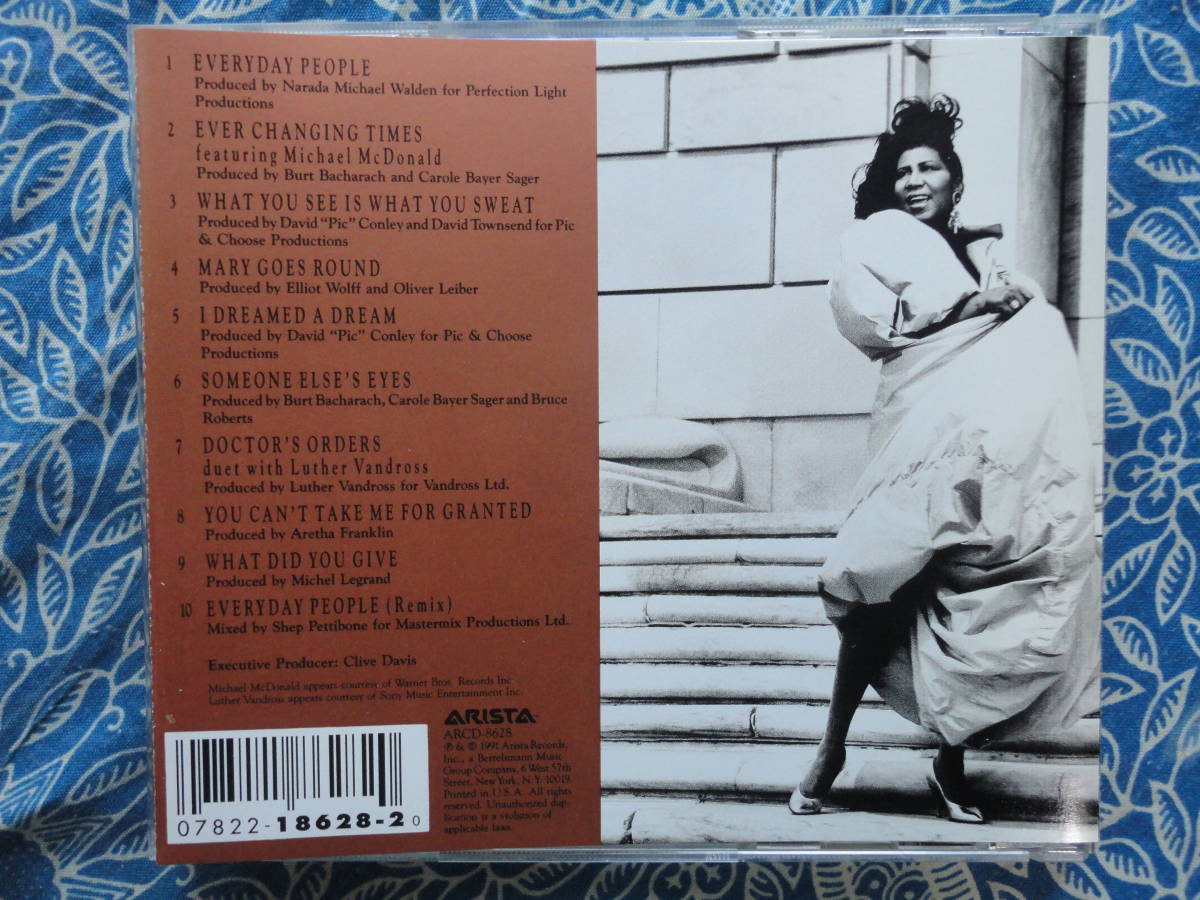 1 EVERYDAY PEOPLE
Produced by Narada Michael Walden for Perfection Light
Productions
2 EVER CHANGING TIMES
featuring Michael McDonald
Produced by Burt Bacharach and Carole Bayer Sager
3 WHAT YOU SEE IS WHAT YOU SWEAT
Produced by David "Pic" Conley and David Townsend for Pic
& Choose Productions
4 MARY GOES ROUND
Produced by Elliot Wolff and Oliver Leiber
5 I DREAMED A DREAM
Produced by David "Pic" Conley for Pic & Choose
Productions
6 SOMEONE ELSE'S EYES
Produced by Burt Bacharach, Carole Bayer Sager and Bruce
Roberts
7 DOCTOR'S ORDERS
duet with Luther Vandross
Produced by Luther Vandross for Vandross Ltd.
8 YOU CAN'T TAKE ME FOR GRANTED
Produced by Aretha Franklin
9 WHAT DID YOU GIVE
Produced by Michel Legrand
10 EVERYDAY PEOPLE (Remix)
Mixed by Shep Pettibone for Mastermix Productions Ltd.
Executive Producer: Clive Davis
Michael McDonald appears courtesy of Warner Bros. Records Inc.
Luther Vandross appears courtesy of Sony Music Entertainment Inc.
ARISTA
ARCD-8628
℗ & © 1991 Arista Records,
Inc., a Bertelsmann Music
Group Company, 6 West 57th
Street, New York, N.Y. 10019.
Printed in U.S.A. All rights
reserved. Unauthorized dup-
lication is a violation of
applicable laws.
07822-18628-2 0